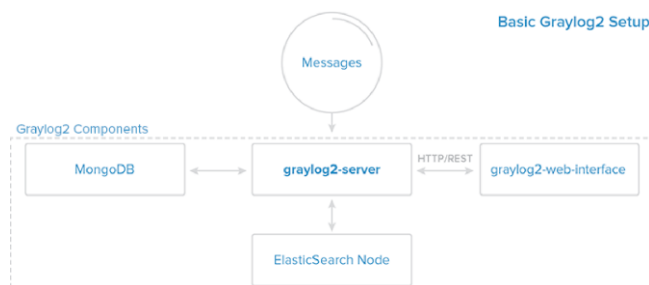 Basic Graylog2 Setup
Messages
Graylog2 Components
MongoDB
graylog2-server
HTTP/REST
graylog2-web-interface
ElasticSearch Node